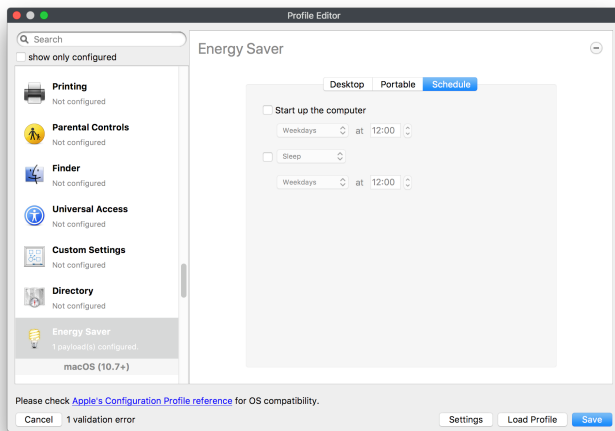 Profile Editor
Search
show only configured
Printing
Not configured
Parental Controls
Not configured
Finder
Not configured
Universal Access
Not configured
Custom Settings
Not configured
Directory
Not configured
Energy Saver
1 payload(s) configured.
macOS (10.7+)
Energy Saver
Desktop Portable Schedule
Start up the computer
Weekdays at 12:00
Sleep
Weekdays at 12:00
Please check Apple's Configuration Profile reference for OS compatibility.
Cancel 1 validation error Settings Load Profile Save